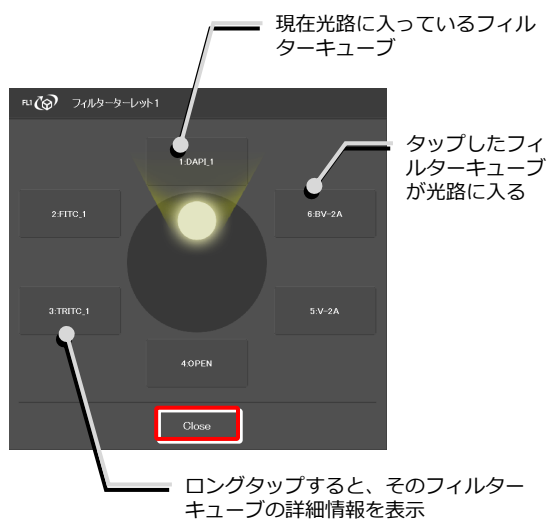 現在光路に入っているフィル
ターキューブ
FL1 フィルターターレット1
タップしたフィ
ルターキューブ
が光路に入る
1:DAPI_1
2:FITC_1
6:BV-2A
3:TRITC_1
5:V-2A
4:OPEN
Close
ロングタップすると、そのフィルター
キューブの詳細情報を表示